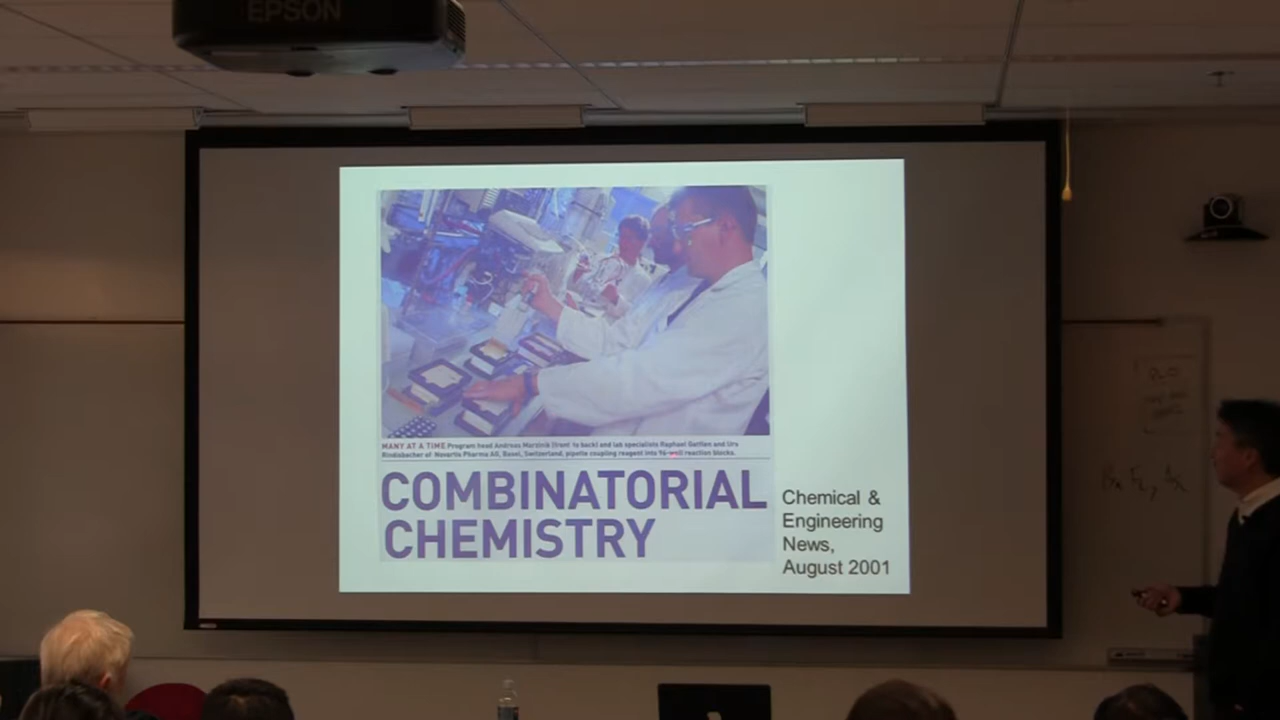 EPSON
MANY AT A TIME Program head Andreas Marzinik (front to back) and lab specialists Raphael Gattlen and Urs
Rindisbacher of Novartis Pharma AG, Basel, Switzerland, pipette coupling reagent into 96-well reaction blocks.
COMBINATORIAL
CHEMISTRY
Chemical &
Engineering
News,
August 2001